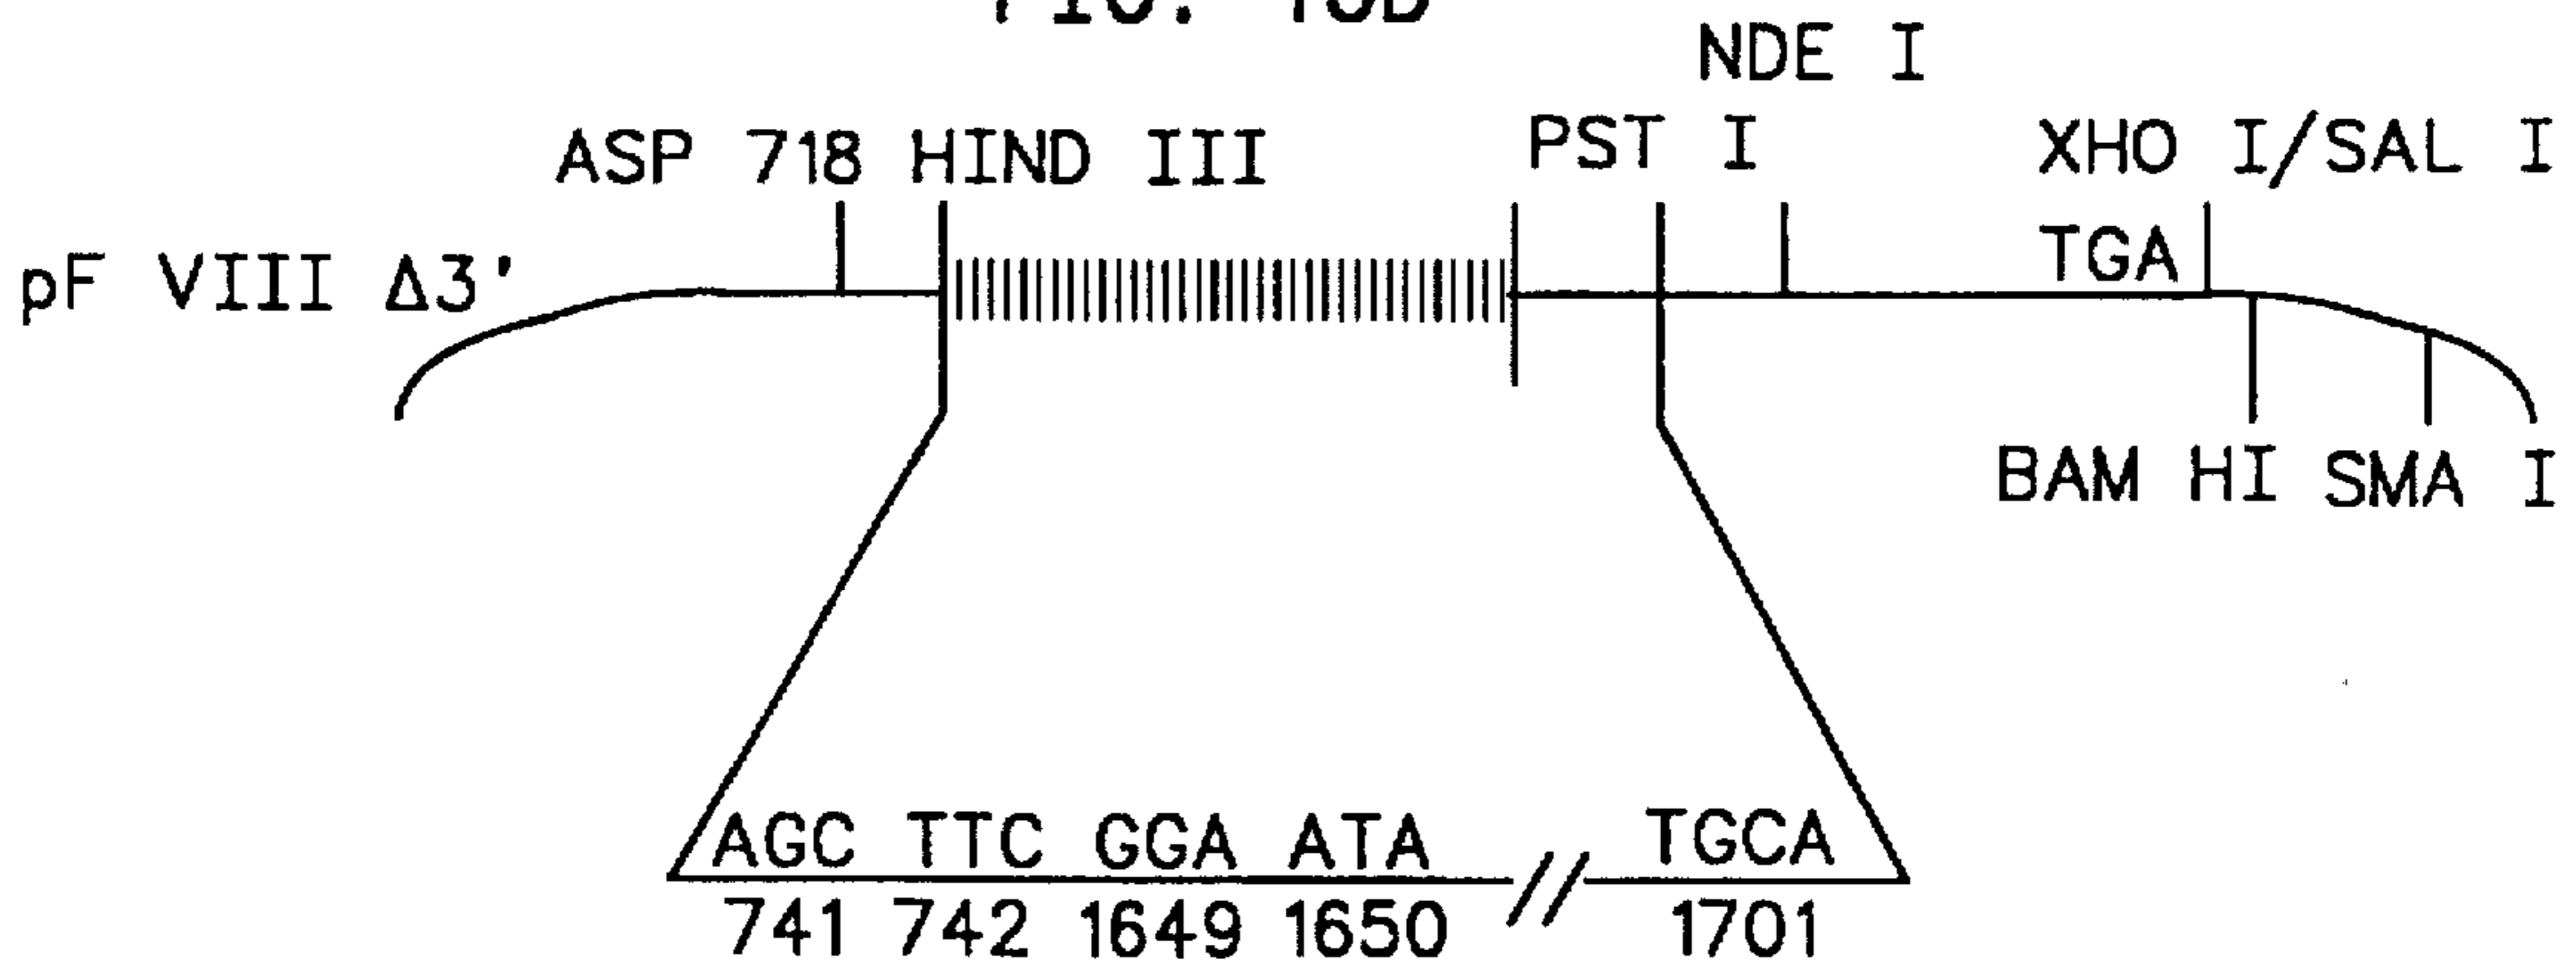 NDE I
ASP 718 HIND III PST I XHO I/SAL I
pF VIII Δ3' TGA
BAM HI SMA I
AGC TTC GGA ATA // TGCA
741 742 1649 1650 1701